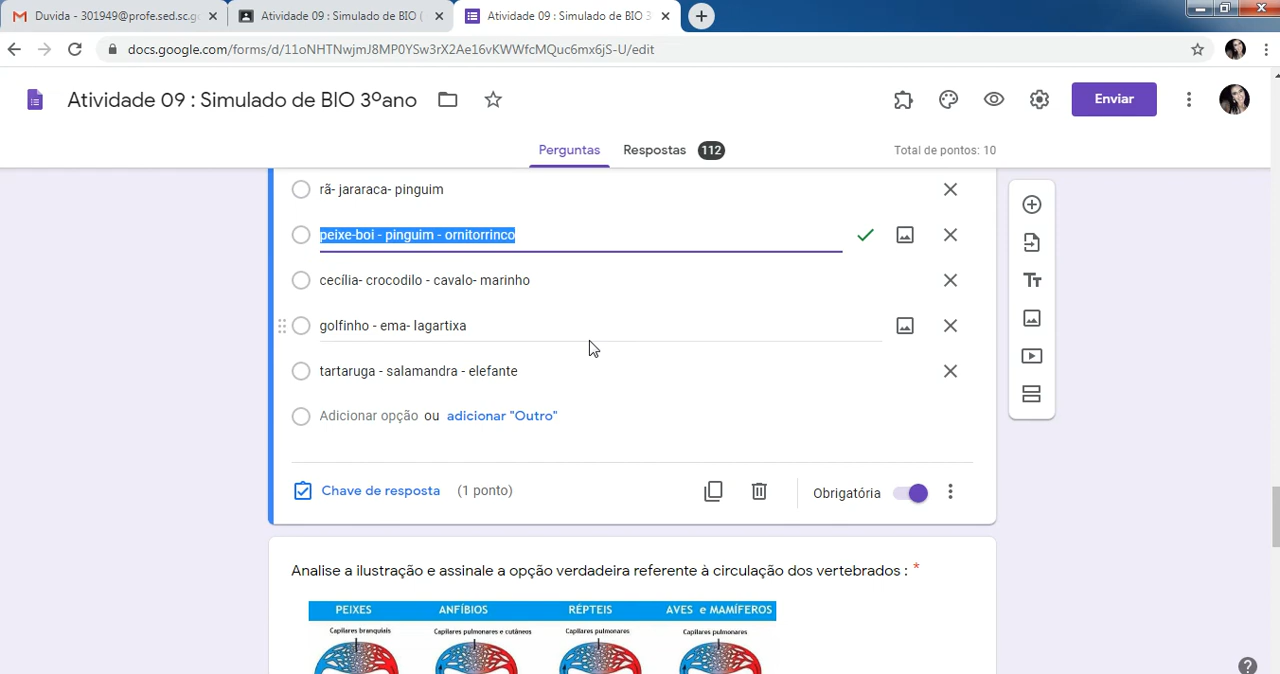 Duvida - 301949@profe.sed.sc.g
Atividade 09 : Simulado de BIO (
Atividade 09 : Simulado de BIO 3
docs.google.com/forms/d/11oNHTNwjmJ8MP0YSw3rX2Ae16vKWWfcMQuc6mx6jS-U/edit
Atividade 09 : Simulado de BIO 3ºano
Enviar
Perguntas
Respostas 112
Total de pontos: 10
rã- jararaca- pinguim
peixe-boi - pinguim - ornitorrinco
cecília- crocodilo - cavalo- marinho
golfinho - ema- lagartixa
tartaruga - salamandra - elefante
Adicionar opção ou adicionar "Outro"
Chave de resposta (1 ponto)
Obrigatória
Analise a ilustração e assinale a opção verdadeira referente à circulação dos vertebrados : *
PEIXES ANFÍBIOS RÉPTEIS AVES e MAMÍFEROS
Capilares branquiais Capilares pulmonares e cutâneos Capilares pulmonares Capilares pulmonares